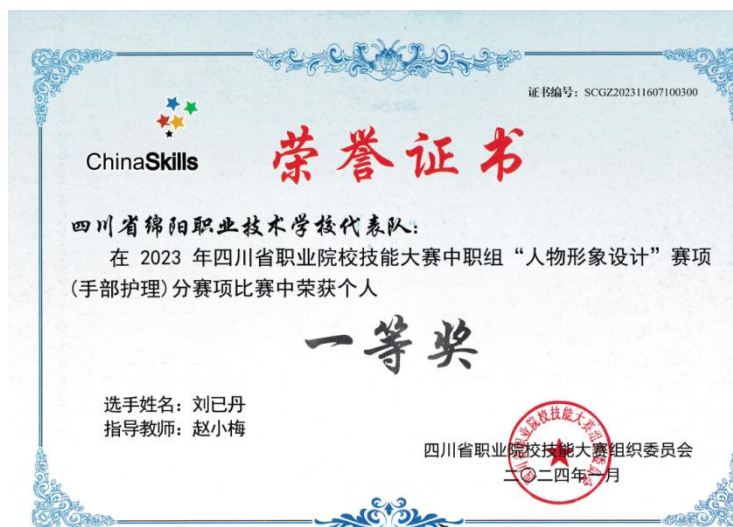 证书编号：SCGZ202311607100300
ChinaSkills
荣誉证书
四川省绵阳职业技术学校代表队：
在 2023 年四川省职业院校技能大赛中职组“人物形象设计”赛项
(手部护理)分赛项比赛中荣获个人
一等奖
选手姓名：刘已丹
指导教师：赵小梅
四川省职业院校技能大赛组织委员会
二〇二四年一月